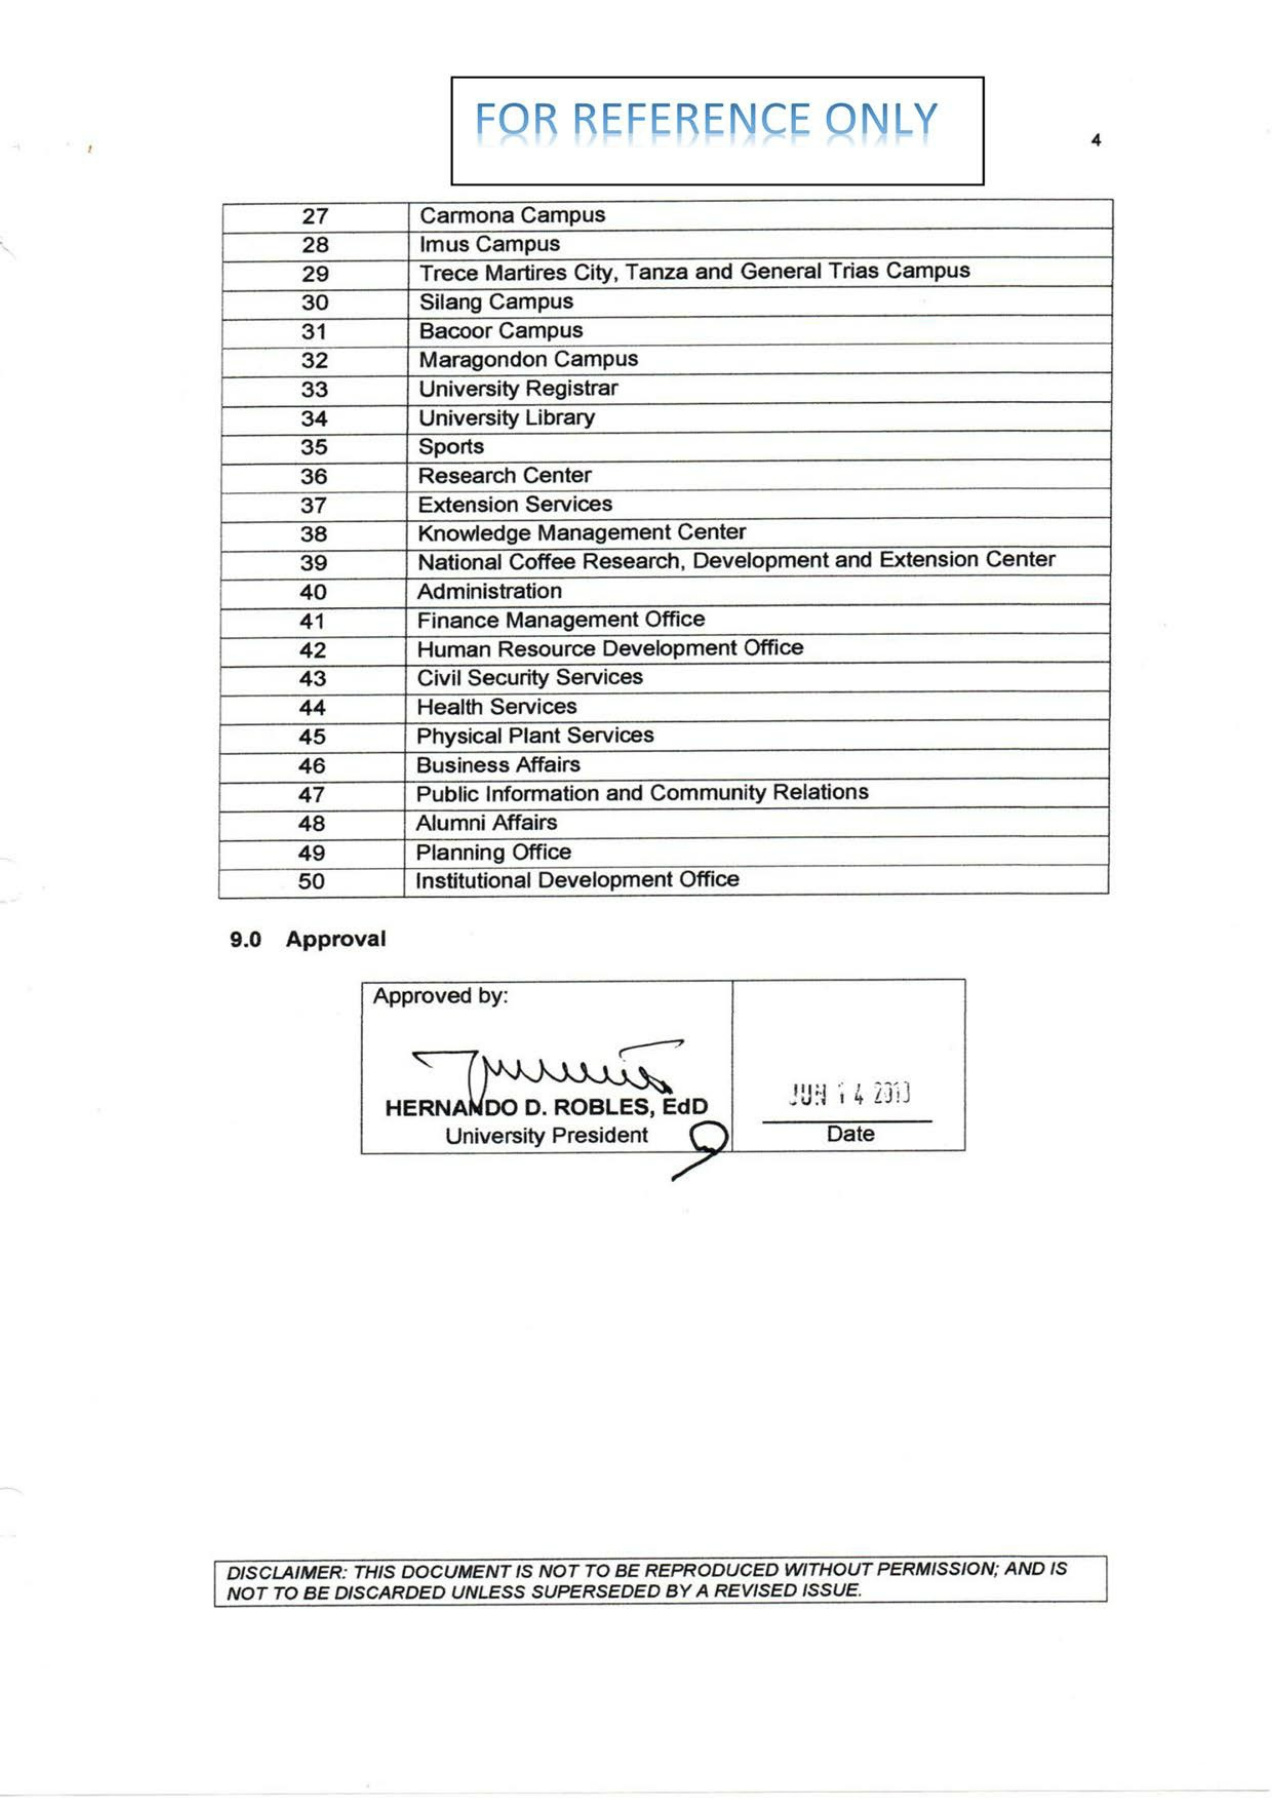 FOR REFERENCE ONLY
4
27 Carmona Campus
28 Imus Campus
29 Trece Martires City, Tanza and General Trias Campus
30 Silang Campus
31 Bacoor Campus
32 Maragondon Campus
33 University Registrar
34 University Library
35 Sports
36 Research Center
37 Extension Services
38 Knowledge Management Center
39 National Coffee Research, Development and Extension Center
40 Administration
41 Finance Management Office
42 Human Resource Development Office
43 Civil Security Services
44 Health Services
45 Physical Plant Services
46 Business Affairs
47 Public Information and Community Relations
48 Alumni Affairs
49 Planning Office
50 Institutional Development Office
9.0 Approval
Approved by:
HERNANDO D. ROBLES, EdD
University President
JUN 14
Date
DISCLAIMER: THIS DOCUMENT IS NOT TO BE REPRODUCED WITHOUT PERMISSION; AND IS
NOT TO BE DISCARDED UNLESS SUPERSEDED BY A REVISED ISSUE.